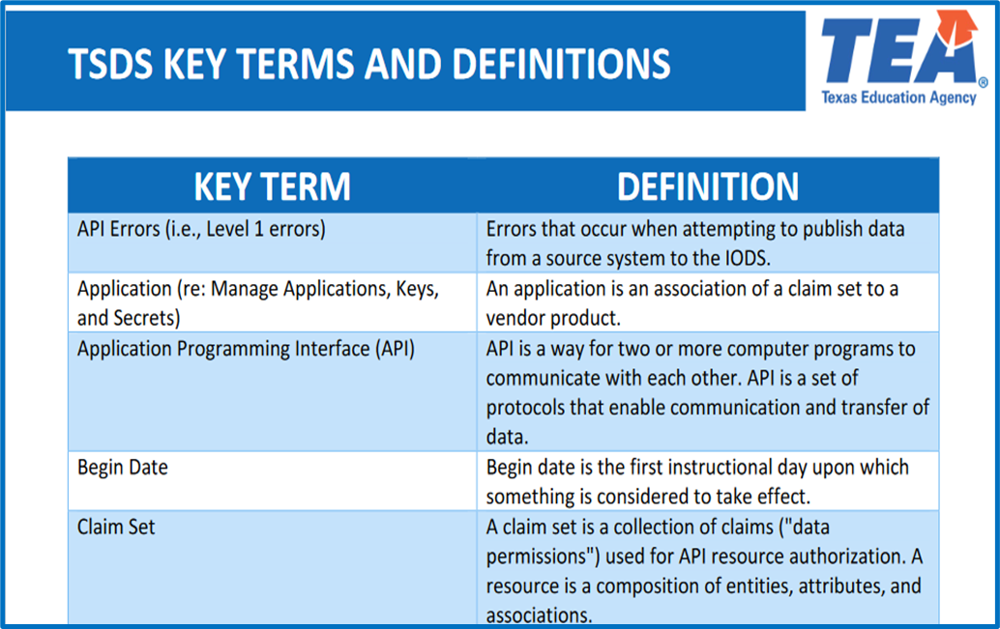 TSDS KEY TERMS AND DEFINITIONS
TEA®
Texas Education Agency
KEY TERM
DEFINITION
API Errors (i.e., Level 1 errors)
Errors that occur when attempting to publish data
from a source system to the IODS.
Application (re: Manage Applications, Keys,
and Secrets)
An application is an association of a claim set to a
vendor product.
Application Programming Interface (API)
API is a way for two or more computer programs to
communicate with each other. API is a set of
protocols that enable communication and transfer of
data.
Begin Date
Begin date is the first instructional day upon which
something is considered to take effect.
Claim Set
A claim set is a collection of claims ("data
permissions") used for API resource authorization. A
resource is a composition of entities, attributes, and
associations.